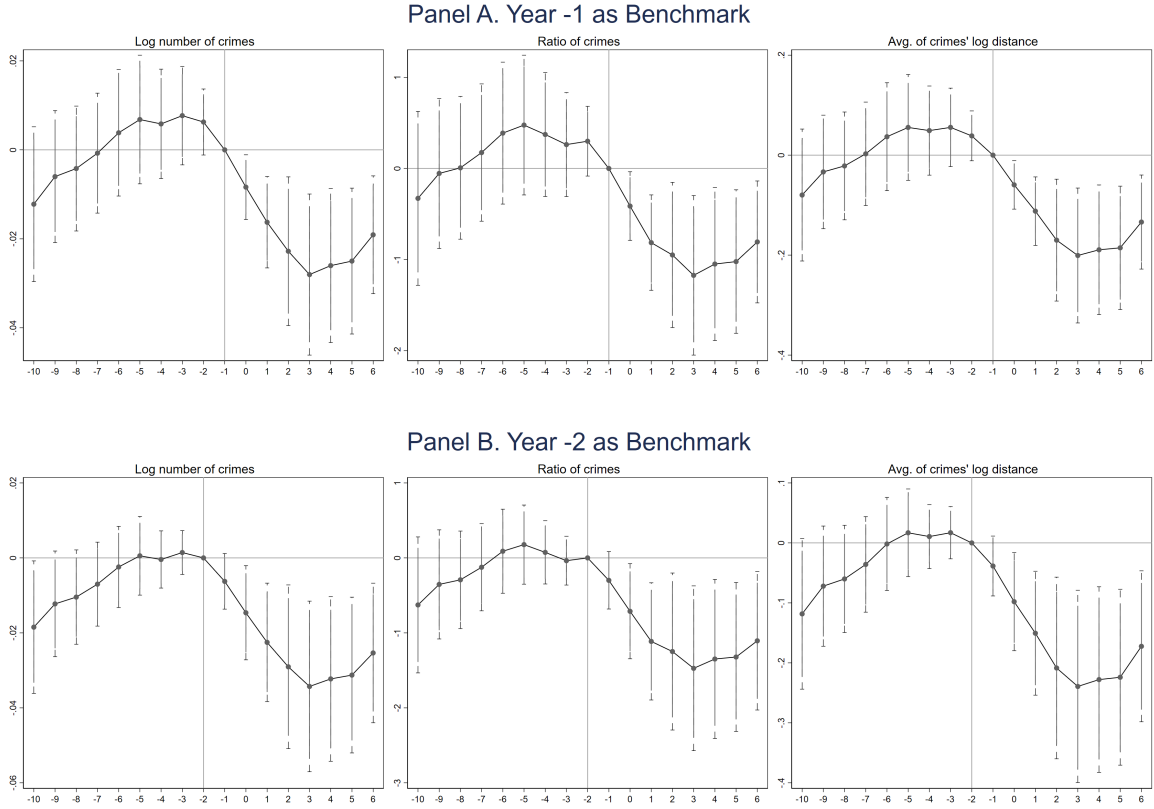 Panel A. Year -1 as Benchmark
Log number of crimes
.02
0
-.02
-.04
-10 -9 -8 -7 -6 -5 -4 -3 -2 -1 0 1 2 3 4 5 6
Ratio of crimes
1
0
-1
-2
-10 -9 -8 -7 -6 -5 -4 -3 -2 -1 0 1 2 3 4 5 6
Avg. of crimes' log distance
.2
0
-.2
-.4
-10 -9 -8 -7 -6 -5 -4 -3 -2 -1 0 1 2 3 4 5 6
Panel B. Year -2 as Benchmark
Log number of crimes
.02
0
-.02
-.04
-.06
-10 -9 -8 -7 -6 -5 -4 -3 -2 -1 0 1 2 3 4 5 6
Ratio of crimes
1
0
-1
-2
-3
-10 -9 -8 -7 -6 -5 -4 -3 -2 -1 0 1 2 3 4 5 6
Avg. of crimes' log distance
.1
0
-.1
-.2
-.3
-.4
-10 -9 -8 -7 -6 -5 -4 -3 -2 -1 0 1 2 3 4 5 6